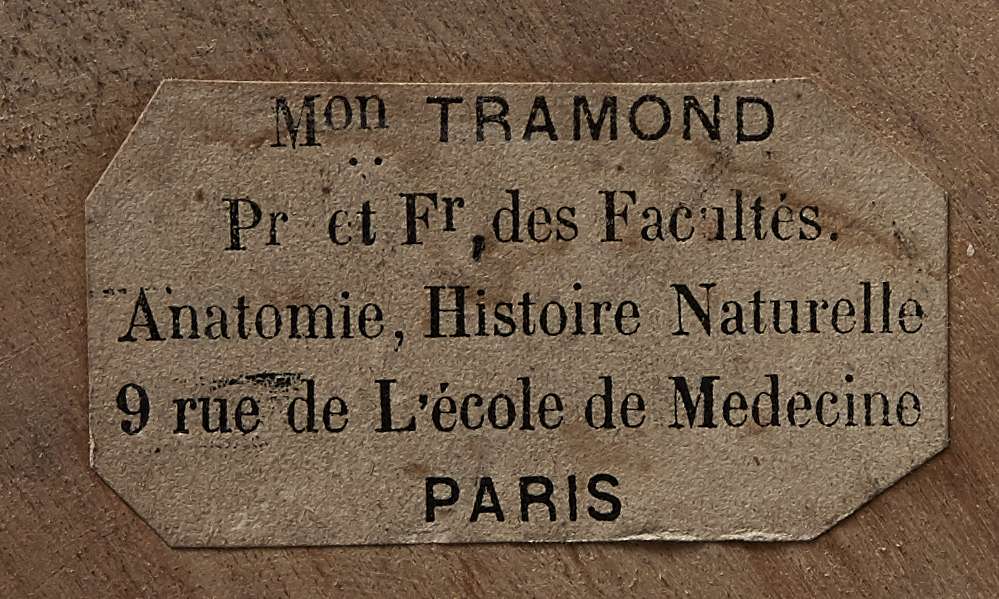 Mon TRAMOND
Pr et Fr, des Facultés.
Anatomie, Histoire Naturelle
9 rue de L'école de Medecine
PARIS